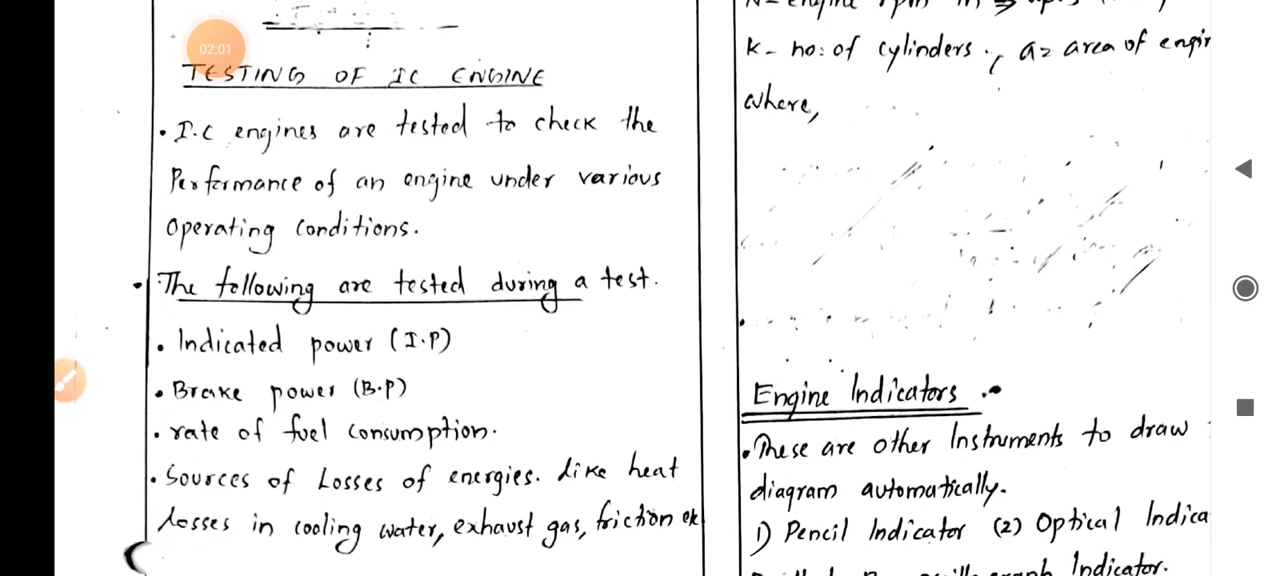 02:01
TESTING OF IC ENGINE
• I.C engines are tested to check the
Performance of an engine under various
Operating Conditions.
• The following are tested during a test.
• Indicated power (I.P)
• Brake power (B.P)
• rate of fuel consumption.
• Sources of Losses of energies. like heat
losses in cooling water, exhaust gas, friction
K - no: of cylinders., a = area of
where,
Engine Indicators
• These are other Instruments to draw
diagram automatically.
1) Pencil Indicator (2) Optical
Indicator.